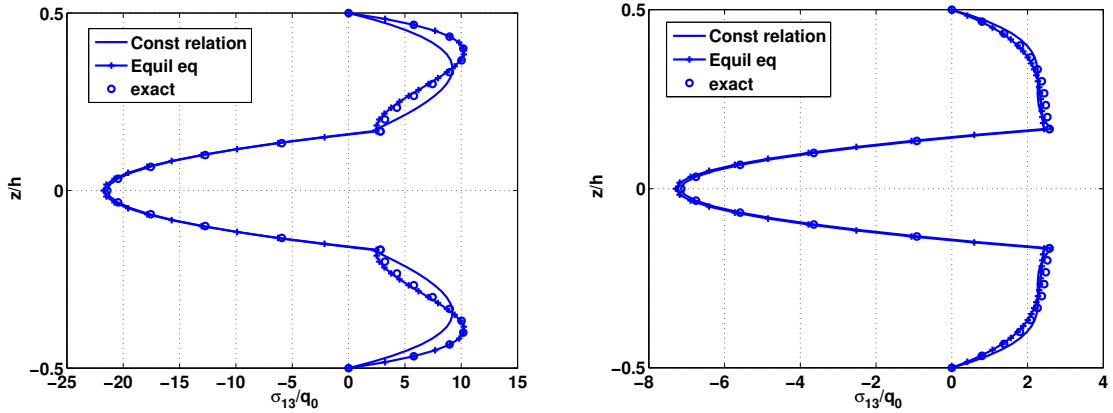 0.5
Const relation
Equil eq
exact
z/h
0
−0.5
−25 −20 −15 −10 −5 0 5 10 15
σ13/q0
0.5
Const relation
Equil eq
exact
z/h
0
−0.5
−8 −6 −4 −2 0 2 4
σ13/q0